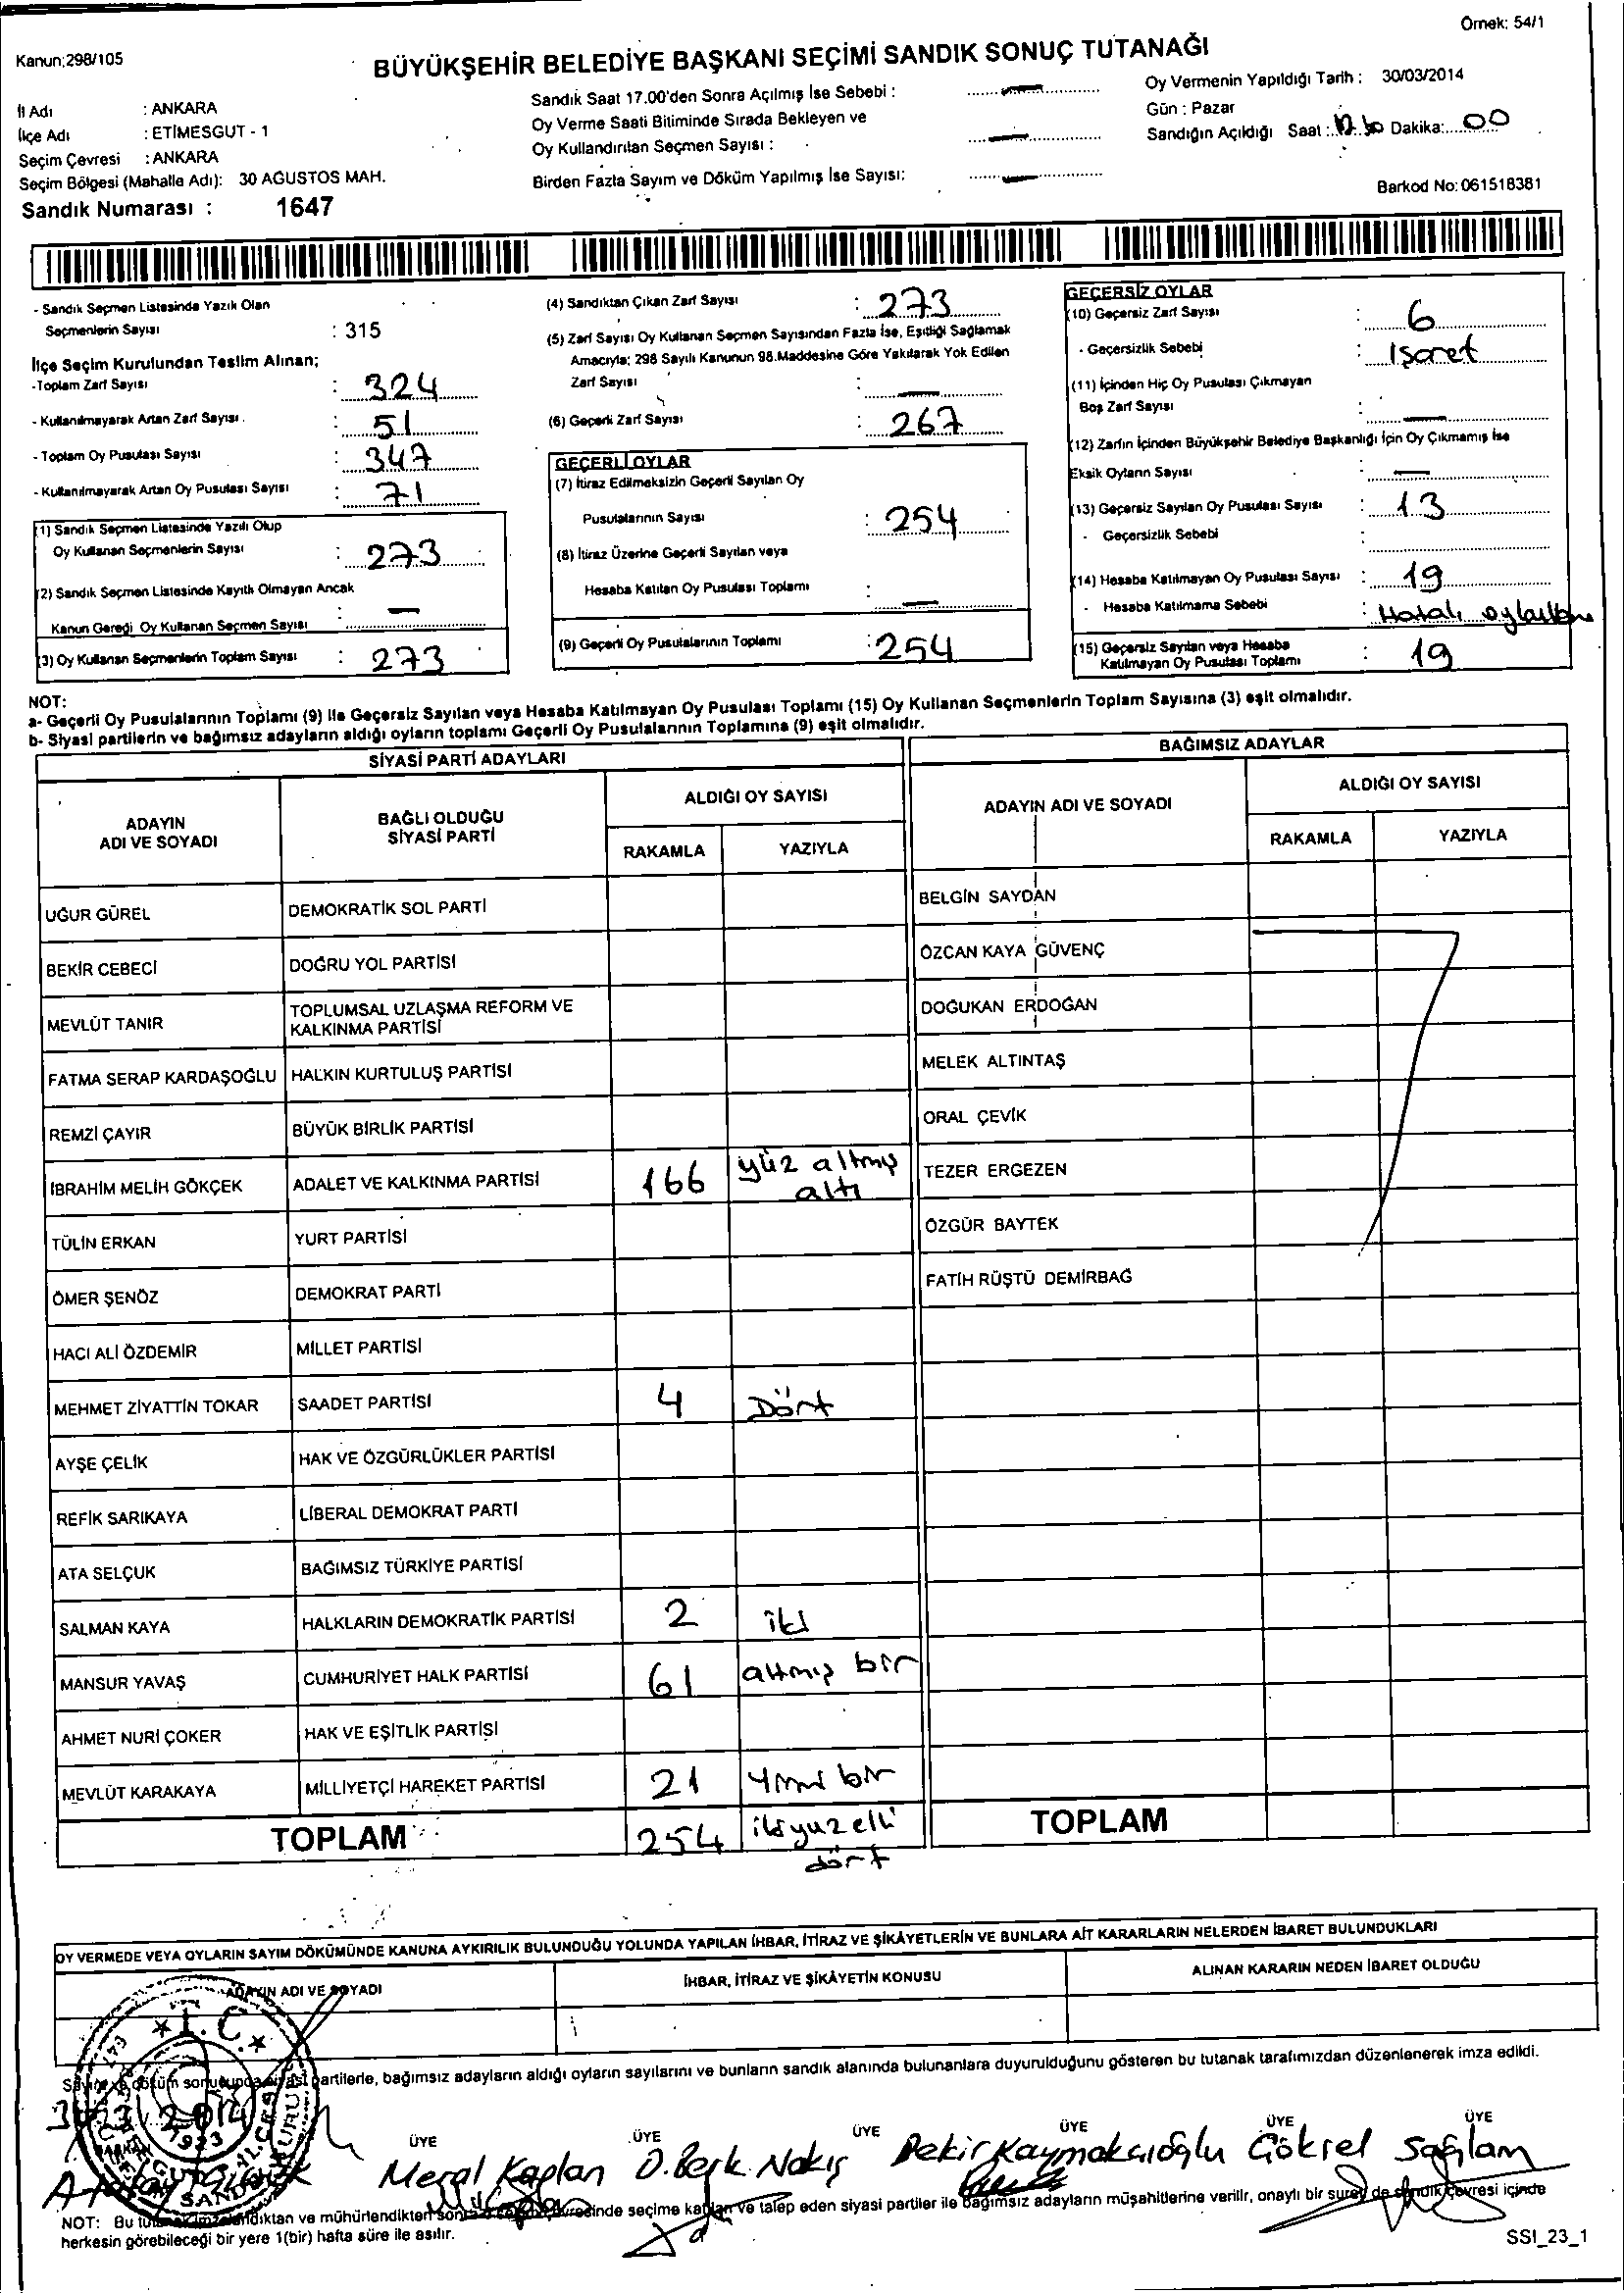 Örnek: 54/1
Kanun;298/105
BÜYÜKŞEHİR BELEDİYE BAŞKANI SEÇİMİ SANDIK SONUÇ TUTANAĞI
İl Adı : ANKARA
İlçe Adı : ETİMESGUT - 1
Seçim Çevresi : ANKARA
Seçim Bölgesi (Mahalle Adı): 30 AGUSTOS MAH.
Sandık Numarası : 1647
Sandık Saat 17.00'den Sonra Açılmış İse Sebebi :
Oy Verme Saati Bitiminde Sırada Bekleyen ve
Oy Kullandırılan Seçmen Sayısı :
Birden Fazla Sayım ve Döküm Yapılmış İse Sayısı:
Oy Vermenin Yapıldığı Tarih : 30/03/2014
Gün : Pazar
Sandığın Açıldığı Saat : Dakika: 00
Barkod No: 061518381
- Sandık Seçmen Listesinde Yazılı Olan
Seçmenlerin Sayısı : 315
İlçe Seçim Kurulundan Teslim Alınan;
-Toplam Zarf Sayısı : 324
- Kullanılmayarak Artan Zarf Sayısı : 51
- Toplam Oy Pusulası Sayısı : 347
- Kullanılmayarak Artan Oy Pusulası Sayısı : 71
(1) Sandık Seçmen Listesinde Yazılı Olup
Oy Kullanan Seçmenlerin Sayısı : 273
(2) Sandık Seçmen Listesinde Kayıtlı Olmayan Ancak
Kanun Gereği Oy Kullanan Seçmen Sayısı : —
(3) Oy Kullanan Seçmenlerin Toplam Sayısı : 273
(4) Sandıktan Çıkan Zarf Sayısı : 273
(5) Zarf Sayısı Oy Kullanan Seçmen Sayısından Fazla İse, Eşitliği Sağlamak
Amacıyla; 298 Sayılı Kanunun 98.Maddesine Göre Yakılarak Yok Edilen
Zarf Sayısı : —
(6) Geçerli Zarf Sayısı : 267
GEÇERLİ OYLAR
(7) İtiraz Edilmeksizin Geçerli Sayılan Oy
Pusulalarının Sayısı : 254
(8) İtiraz Üzerine Geçerli Sayılan veya
Hesaba Katılan Oy Pusulası Toplamı : —
(9) Geçerli Oy Pusulalarının Toplamı : 254
GEÇERSİZ OYLAR
(10) Geçersiz Zarf Sayısı : 6
- Geçersizlik Sebebi : İşaret
(11) İçinden Hiç Oy Pusulası Çıkmayan
Boş Zarf Sayısı : —
(12) Zarfın İçinden Büyükşehir Belediye Başkanlığı İçin Oy Çıkmamış İse
Eksik Oyların Sayısı : —
(13) Geçersiz Sayılan Oy Pusulası Sayısı : 13
- Geçersizlik Sebebi :
(14) Hesaba Katılmayan Oy Pusulası Sayısı : 19
- Hesaba Katılmama Sebebi : Hatalı
(15) Geçersiz Sayılan veya Hesaba
Katılmayan Oy Pusulası Toplamı : 19
NOT:
a- Geçerli Oy Pusulalarının Toplamı (9) ile Geçersiz Sayılan veya Hesaba Katılmayan Oy Pusulası Toplamı (15) Oy Kullanan Seçmenlerin Toplam Sayısına (3) eşit olmalıdır.
b- Siyasi partilerin ve bağımsız adayların aldığı oyların toplamı Geçerli Oy Pusulalarının Toplamına (9) eşit olmalıdır.
SİYASİ PARTİ ADAYLARI
ADAYIN
ADI VE SOYADI
BAĞLI OLDUĞU
SİYASİ PARTİ
ALDIĞI OY SAYISI
RAKAMLA YAZIYLA
UĞUR GÜREL DEMOKRATİK SOL PARTİ
BEKİR CEBECİ DOĞRU YOL PARTİSİ
MEVLÜT TANIR TOPLUMSAL UZLAŞMA REFORM VE
KALKINMA PARTİSİ
FATMA SERAP KARDAŞOĞLU HALKIN KURTULUŞ PARTİSİ
REMZİ ÇAYIR BÜYÜK BİRLİK PARTİSİ
İBRAHİM MELİH GÖKÇEK ADALET VE KALKINMA PARTİSİ 166 yüz altmış
altı
TÜLİN ERKAN YURT PARTİSİ
ÖMER ŞENÖZ DEMOKRAT PARTİ
HACI ALİ ÖZDEMİR MİLLET PARTİSİ
MEHMET ZİYATTİN TOKAR SAADET PARTİSİ 4 Dört
AYŞE ÇELİK HAK VE ÖZGÜRLÜKLER PARTİSİ
REFİK SARIKAYA LİBERAL DEMOKRAT PARTİ
ATA SELÇUK BAĞIMSIZ TÜRKİYE PARTİSİ
SALMAN KAYA HALKLARIN DEMOKRATİK PARTİSİ 2 iki
MANSUR YAVAŞ CUMHURİYET HALK PARTİSİ 61 altmış bir
AHMET NURİ ÇOKER HAK VE EŞİTLİK PARTİSİ
MEVLÜT KARAKAYA MİLLİYETÇİ HAREKET PARTİSİ 21 yirmi bir
TOPLAM 254 ikiyuz elli
dört
BAĞIMSIZ ADAYLAR
ADAYIN ADI VE SOYADI
ALDIĞI OY SAYISI
RAKAMLA YAZIYLA
BELGİN SAYDAN
ÖZCAN KAYA GÜVENÇ
DOĞUKAN ERDOĞAN
MELEK ALTINTAŞ
ORAL ÇEVİK
TEZER ERGEZEN
ÖZGÜR BAYTEK
FATİH RÜŞTÜ DEMİRBAĞ
TOPLAM
OY VERMEDE VEYA OYLARIN SAYIM DÖKÜMÜNDE KANUNA AYKIRILIK BULUNDUĞU YOLUNDA YAPILAN İHBAR, İTİRAZ VE ŞİKÂYETLERİN VE BUNLARA AİT KARARLARIN NELERDEN İBARET BULUNDUKLARI
ADAYIN ADI VE SOYADI
İHBAR, İTİRAZ VE ŞİKÂYETİN KONUSU
ALINAN KARARIN NEDEN İBARET OLDUĞU
T.C.
Sayım ve döküm sonucunda siyasi partilerle, bağımsız adayların aldığı oyların sayılarını ve bunların sandık alanında bulunanlara duyurulduğunu gösteren bu tutanak tarafımızdan düzenlenerek imza edildi.
1923
BAŞKAN ÜYE ÜYE ÜYE ÜYE ÜYE ÜYE
Meral Kaplan D.Berk Nakış Bekir Kaymakcıoğlu Göksel Sağlam
NOT: Bu tutanak imzalandıktan ve mühürlendikten sonra seçim çevresinde seçime katılan ve talep eden siyasi partiler ile bağımsız adayların müşahitlerine verilir, onaylı bir sureti de sandık çevresi içinde
herkesin görebileceği bir yere 1(bir) hafta süre ile asılır.
SSI_23_1